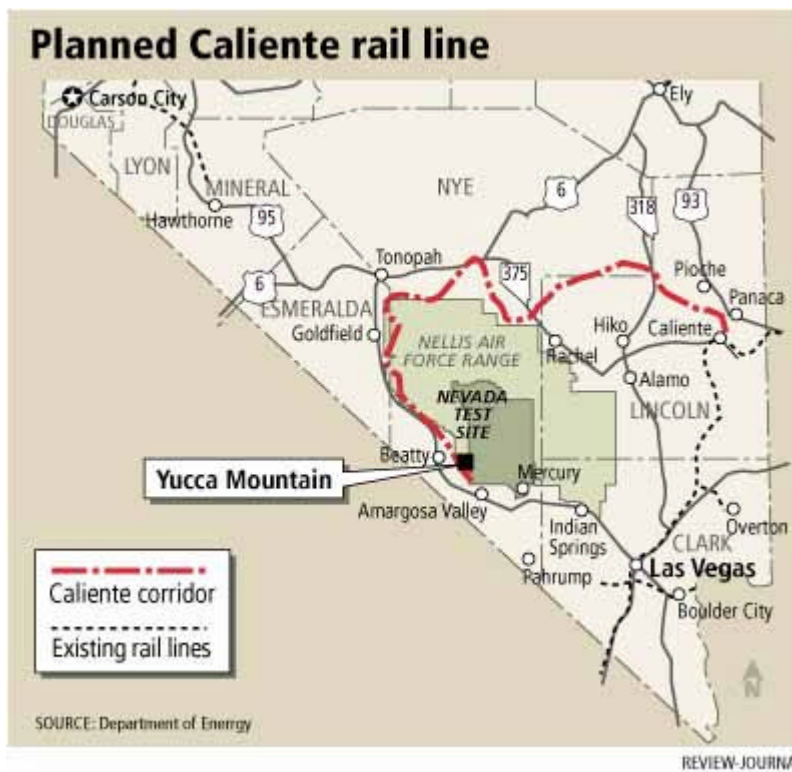 Planned Caliente rail line
Carson City
DOUGLAS
LYON
MINERAL
Hawthorne
95
6
NYE
Ely
6
318
93
Tonopah
375
Pioche
Panaca
ESMERALDA
Goldfield
NELLIS AIR
FORCE RANGE
Rachel
Hiko
Caliente
Alamo
LINCOLN
NEVADA
TEST
SITE
Beatty
Yucca Mountain
Mercury
Amargosa Valley
Indian
Springs
Pahrump
CLARK
Overton
Las Vegas
Boulder City
Caliente corridor
Existing rail lines
N
SOURCE: Department of Enerrgy
REVIEW-JOURNA